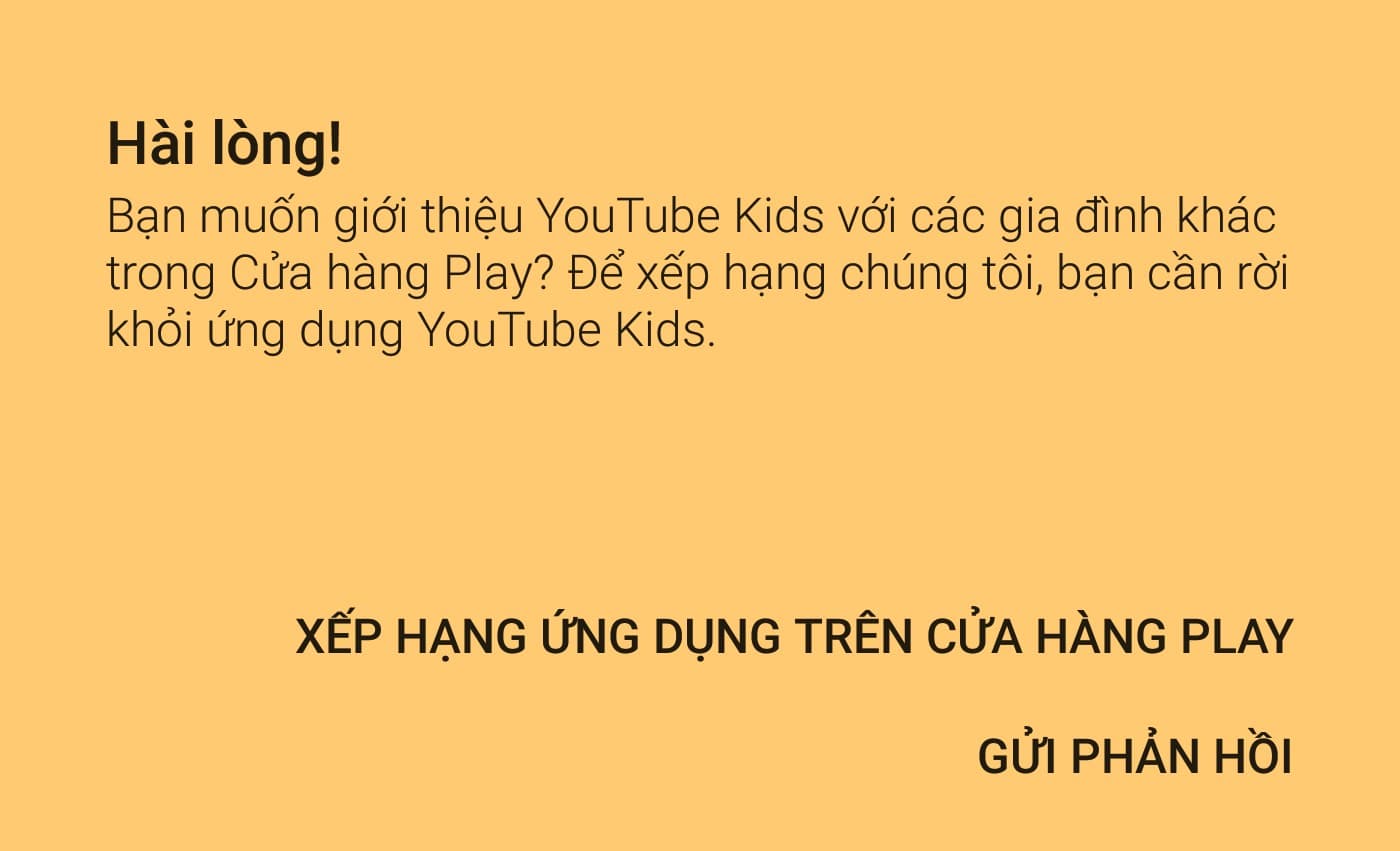 Hài lòng!
Bạn muốn giới thiệu YouTube Kids với các gia đình khác
trong Cửa hàng Play? Để xếp hạng chúng tôi, bạn cần rời
khỏi ứng dụng YouTube Kids.
XẾP HẠNG ỨNG DỤNG TRÊN CỬA HÀNG PLAY
GỬI PHẢN HỒI